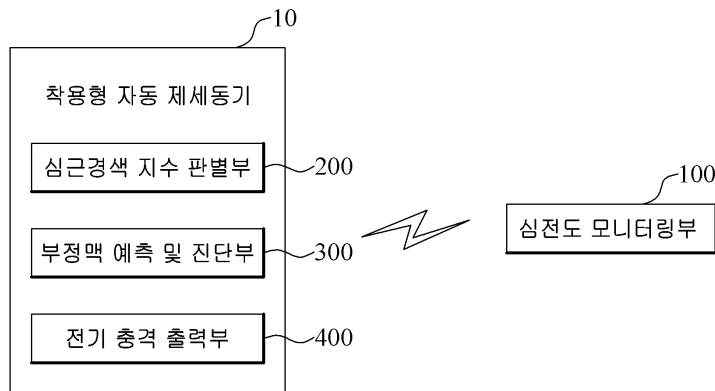 10
착용형 자동 제세동기
심근경색 지수 판별부
200
100
심전도 모니터링부
부정맥 예측 및 진단부
300
전기 충격 출력부
400